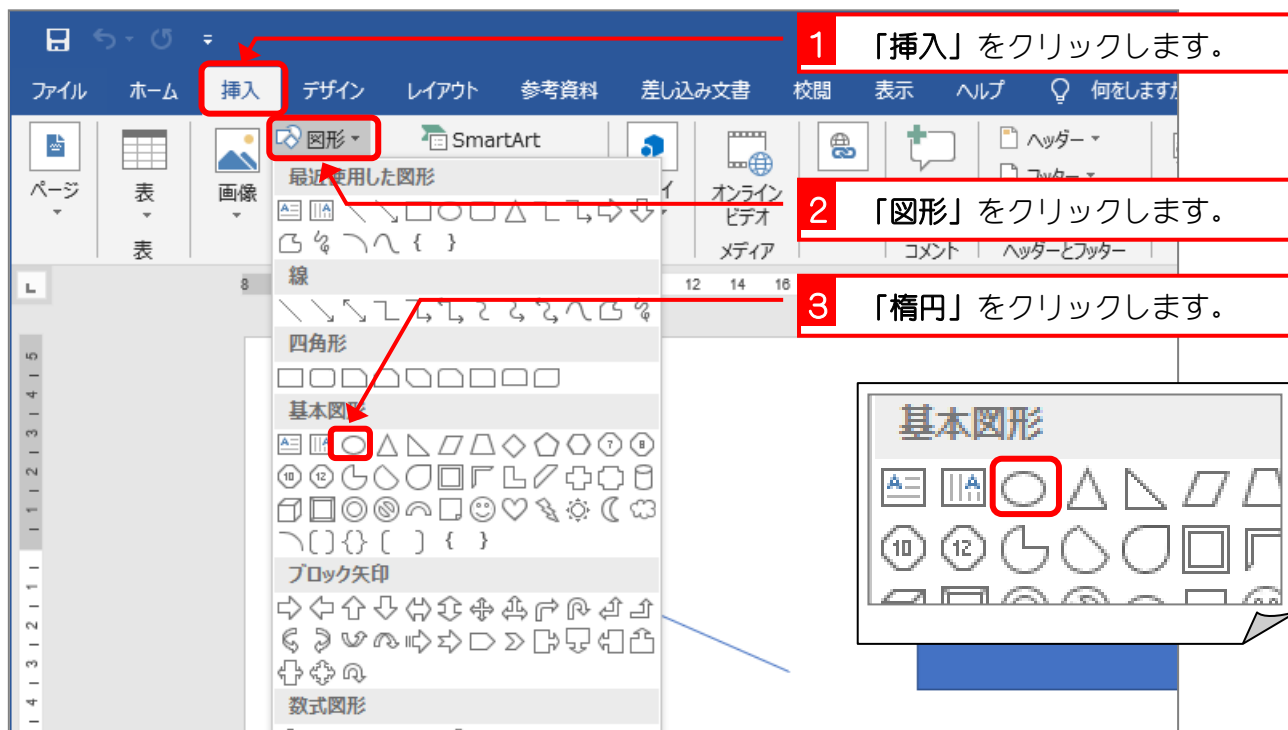 1 「挿入」をクリックします。
ファイル ホーム 挿入 デザイン レイアウト 参考資料 差し込み文書 校閲 表示 ヘルプ 何をします
図形 SmartArt
ページ 表 画像 オンライン ビデオ ヘッダー
最近使用した図形
2 「図形」をクリックします。
表 メディア コメント ヘッダーとフッター
線
8 12 14 16
3 「楕円」をクリックします。
四角形
基本図形
基本図形
ブロック矢印
数式図形